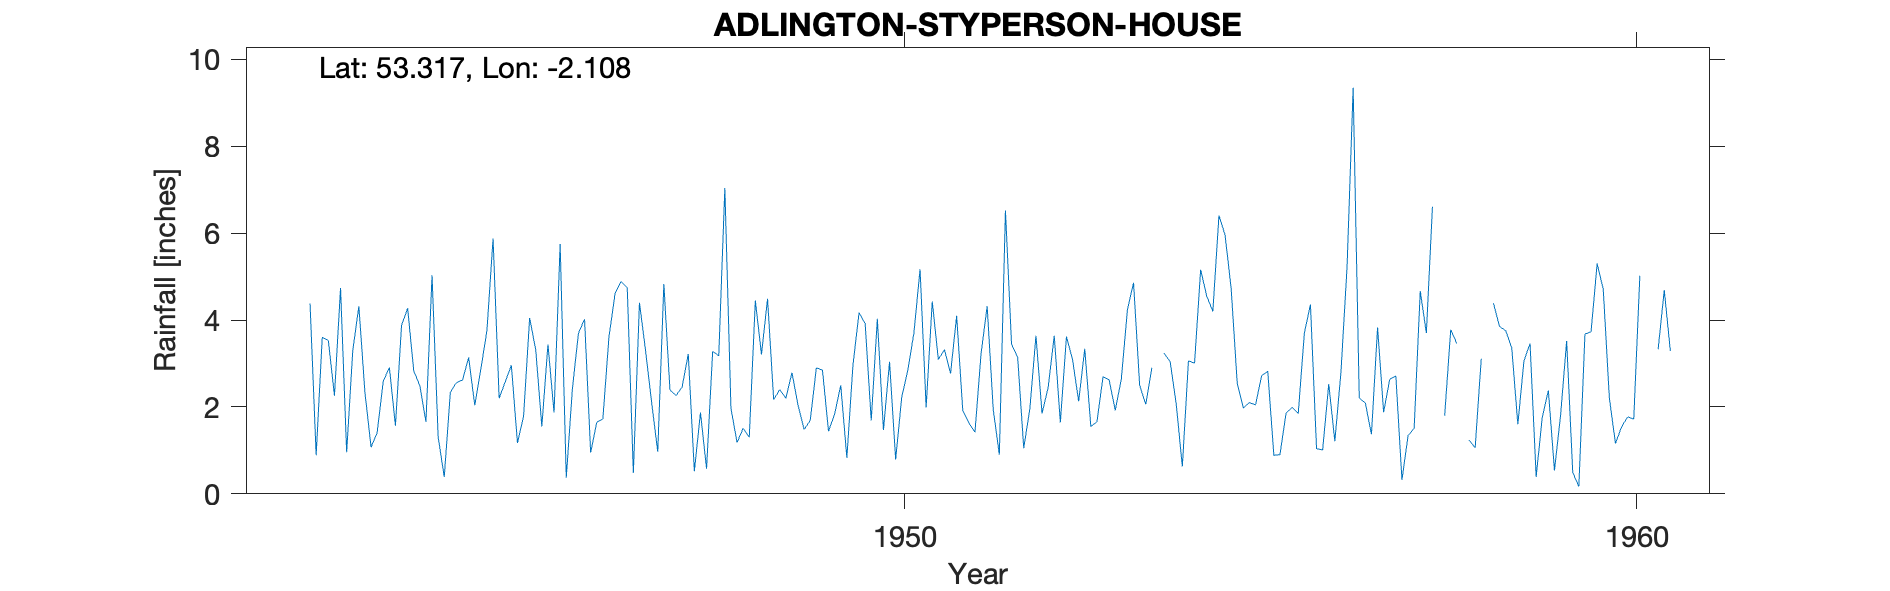 ADLINGTON-STYPERSON-HOUSE
Lat: 53.317, Lon: -2.108
10
8
6
4
2
0
Rainfall [inches]
1950
1960
Year